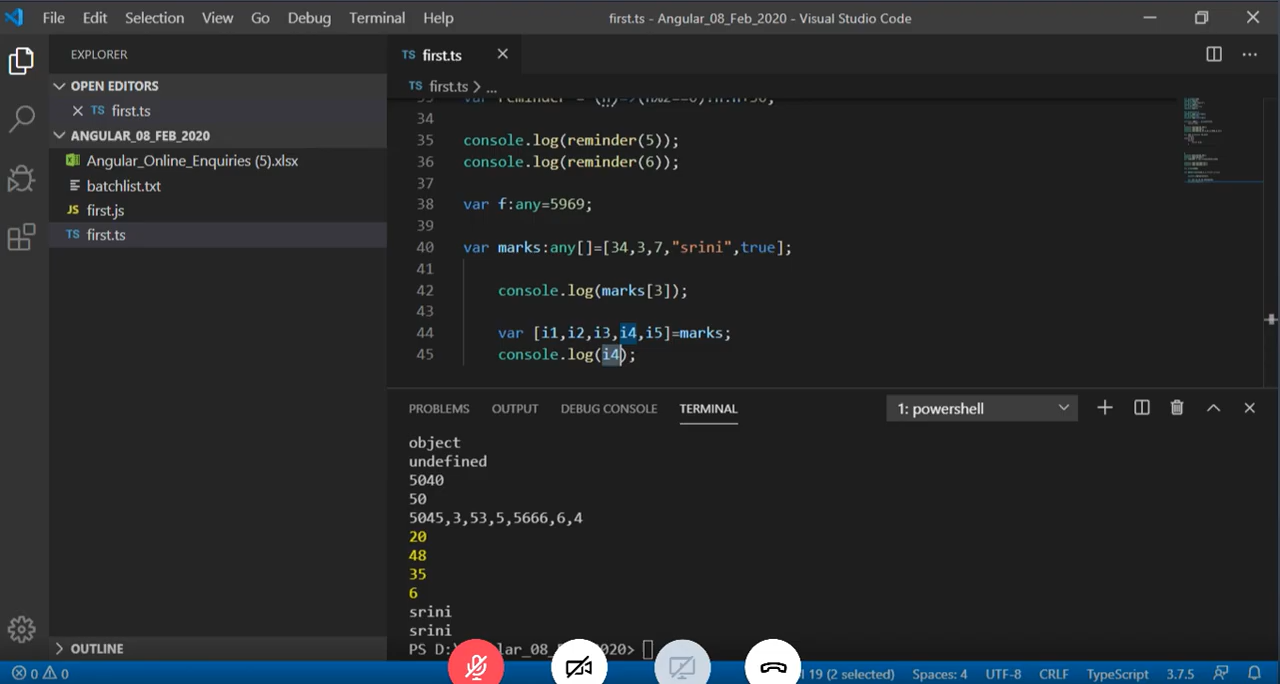 File Edit Selection View Go Debug Terminal Help first.ts - Angular_08_Feb_2020 - Visual Studio Code
EXPLORER
OPEN EDITORS
TS first.ts
ANGULAR_08_FEB_2020
Angular_Online_Enquiries (5).xlsx
batchlist.txt
JS first.js
TS first.ts
OUTLINE
TS first.ts
TS first.ts > ...
34
35 console.log(reminder(5));
36 console.log(reminder(6));
37
38 var f:any=5969;
39
40 var marks:any[]=[34,3,7,"srini",true];
41
42 console.log(marks[3]);
43
44 var [i1,i2,i3,i4,i5]=marks;
45 console.log(i4);
PROBLEMS OUTPUT DEBUG CONSOLE TERMINAL 1: powershell
object
undefined
5040
50
5045,3,53,5,5666,6,4
20
48
35
6
srini
srini
PS D: lar_08_ 2020>
0 0 19 (2 selected) Spaces: 4 UTF-8 CRLF TypeScript 3.7.5